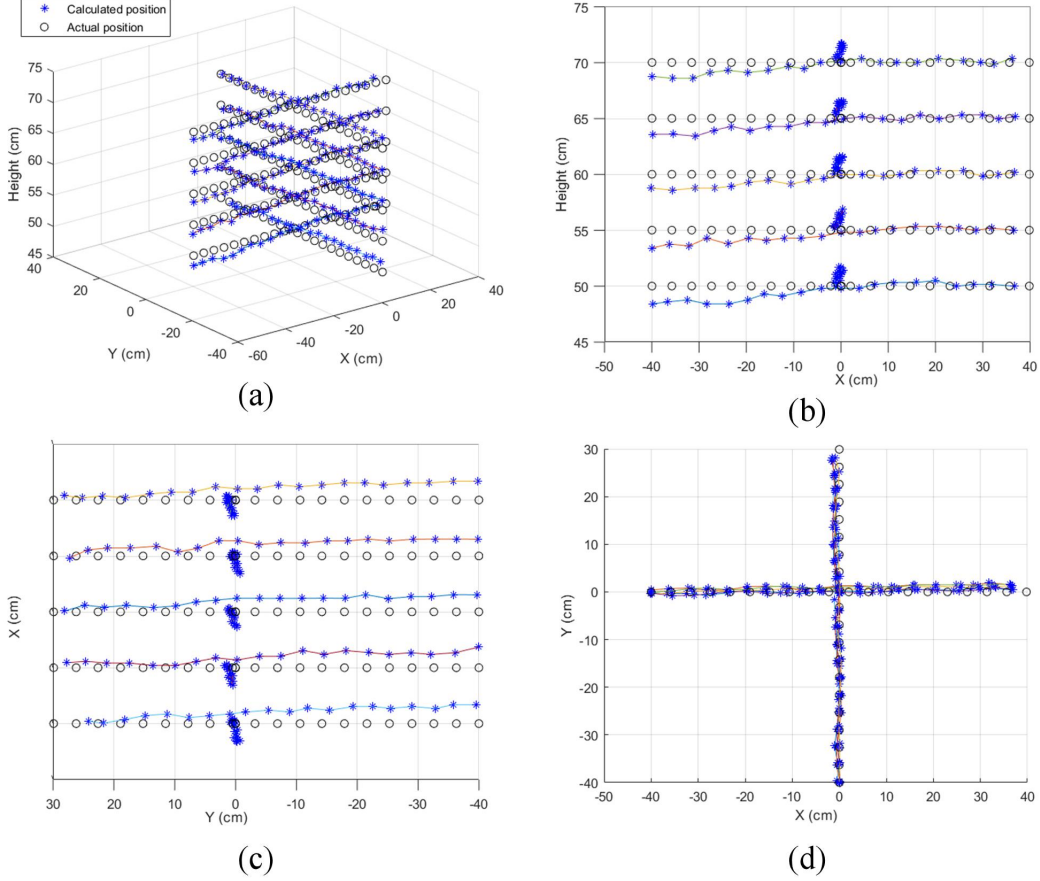 Calculated position
Actual position
75
70
65
60
55
50
45
Height (cm)
40
20
0
-20
-40
Y (cm)
-60
-40
-20
0
20
40
X (cm)
(a)
75
70
65
60
55
50
45
Height (cm)
-50 -40 -30 -20 -10 0 10 20 30 40
X (cm)
(b)
X (cm)
30 20 10 0 -10 -20 -30 -40
Y (cm)
(c)
30
20
10
0
-10
-20
-30
-40
Y (cm)
-50 -40 -30 -20 -10 0 10 20 30 40
X (cm)
(d)